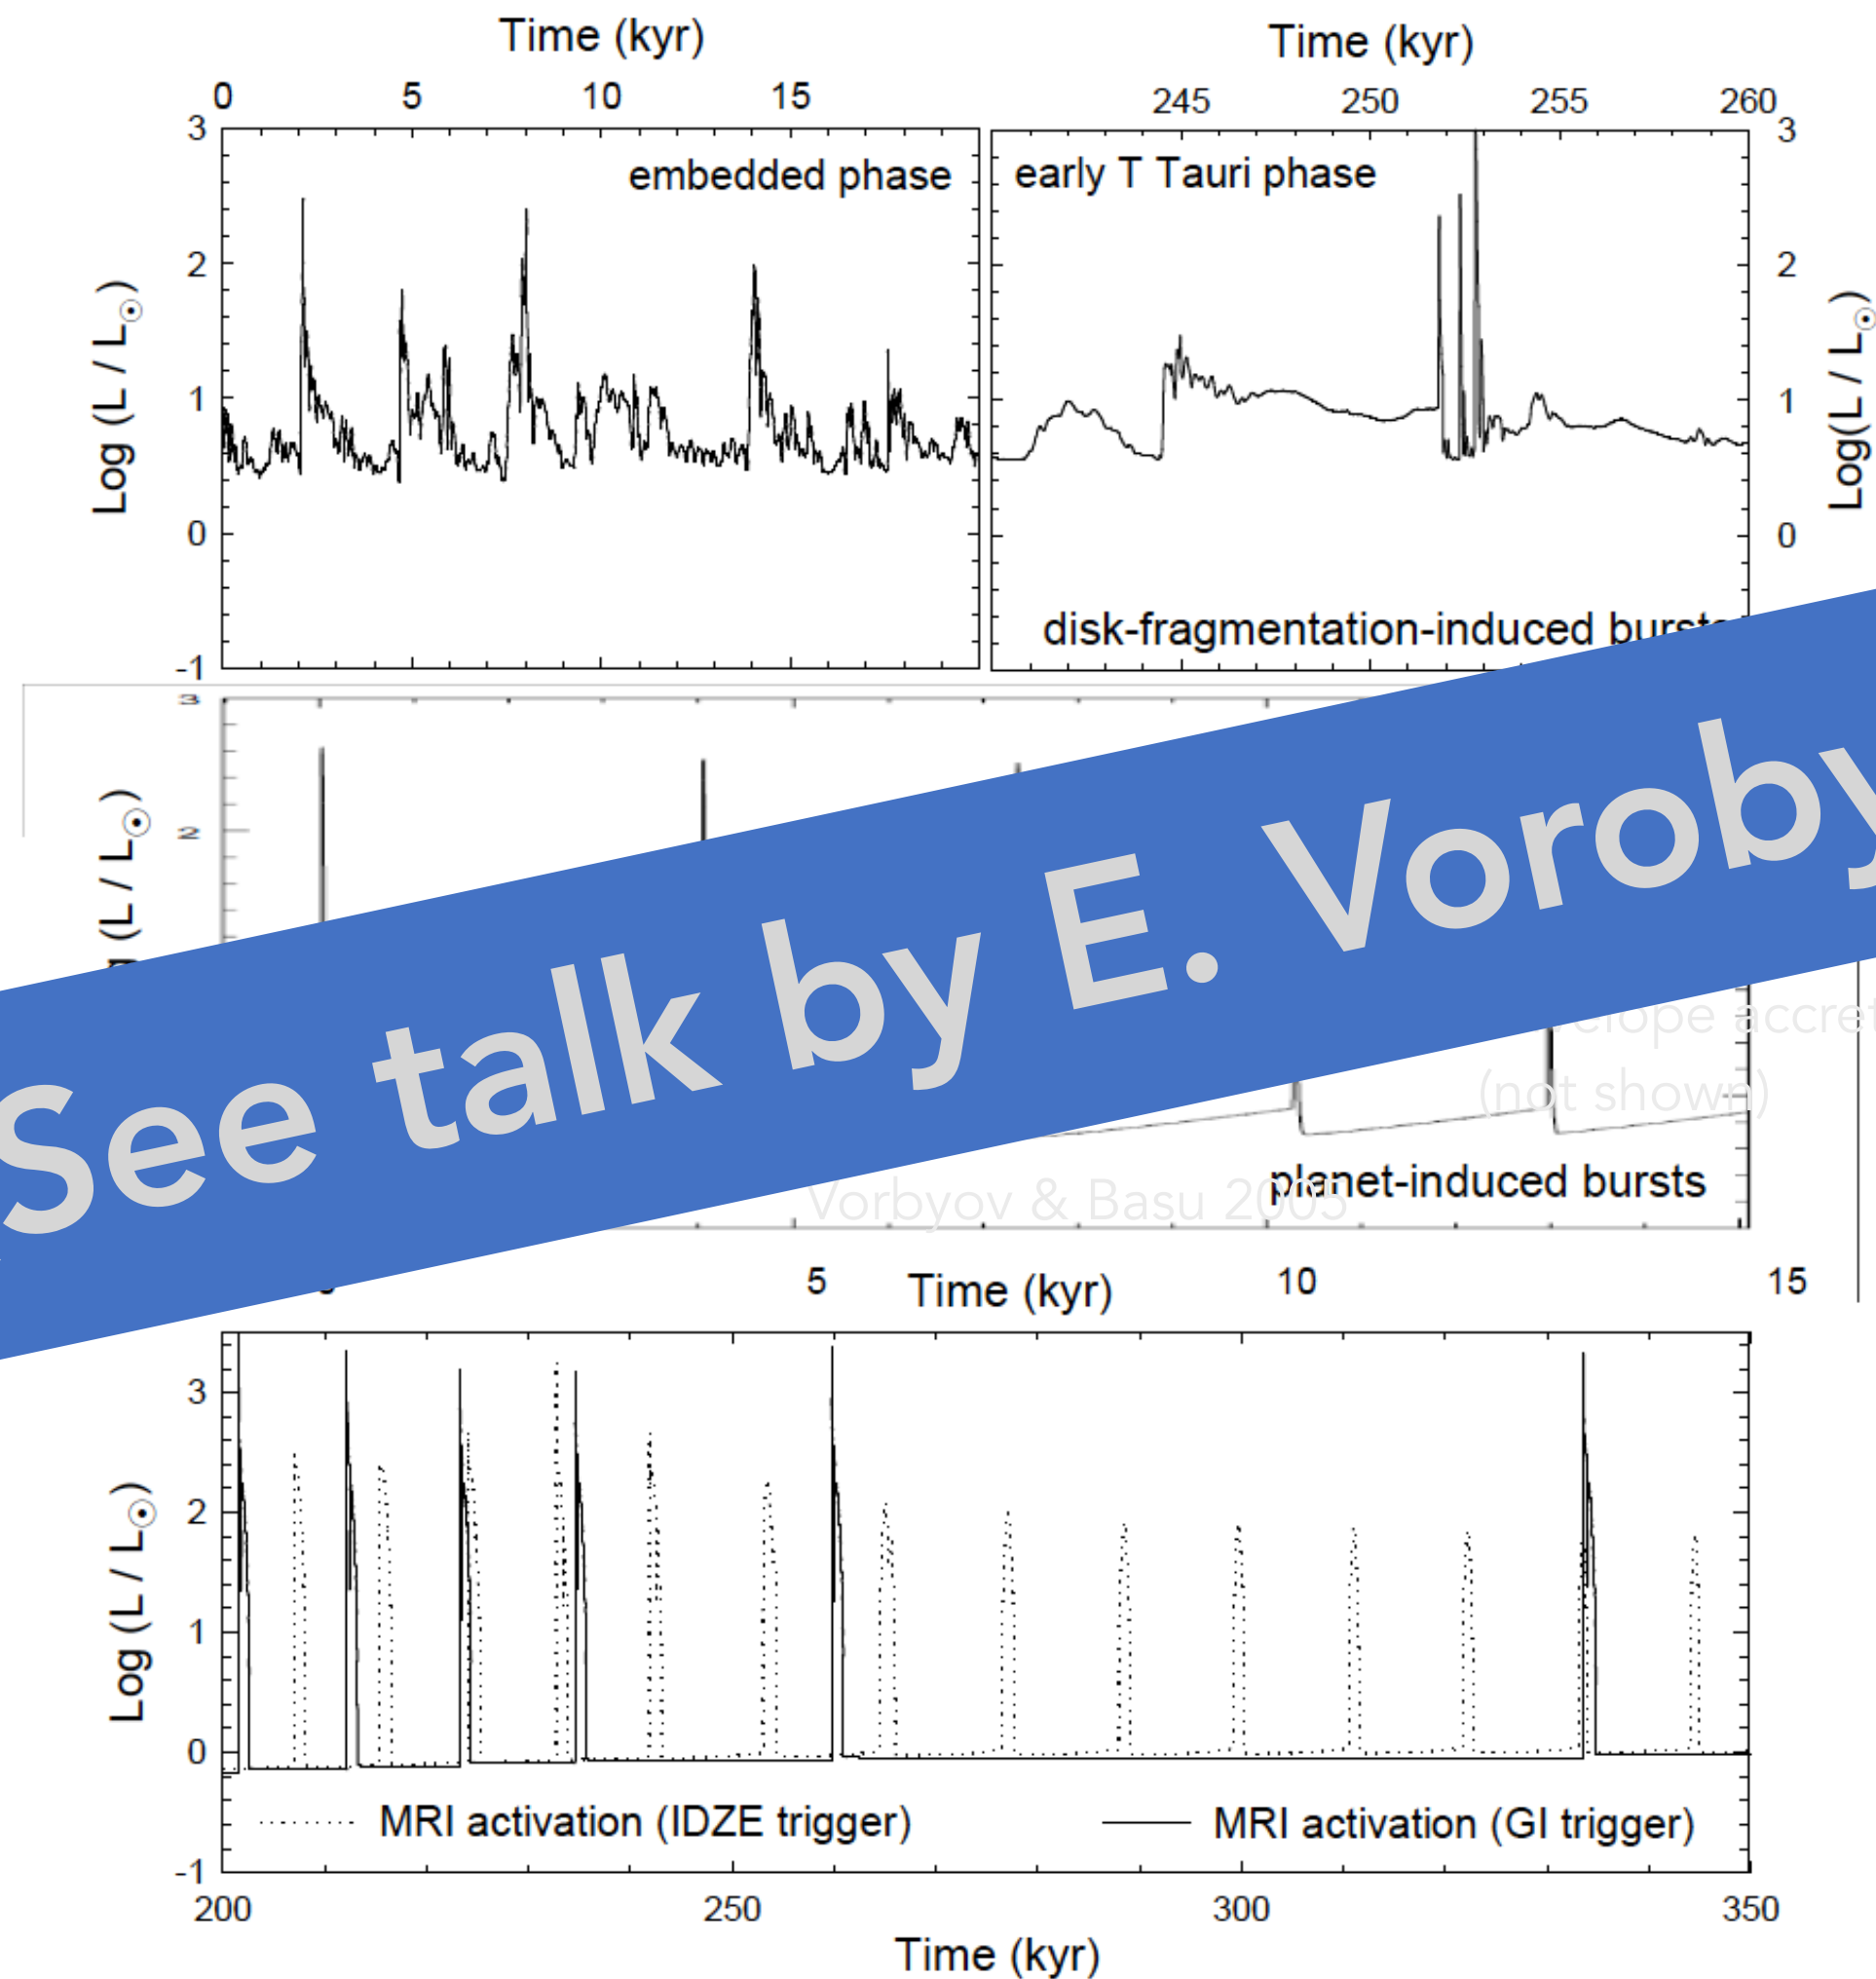 Time (kyr) Time (kyr)
0 5 10 15 245 250 255 260
3 3
embedded phase early T Tauri phase
2 2
Log (L / L☉) Log(L / L☉)
1 1
0 0
disk-fragmentation-induced bursts
-1
3
2
(L / L☉)
See talk by E. Voroby
accret
(not shown)
planet-induced bursts
Vorbyov & Basu 2005
5 Time (kyr) 10 15
3
2
Log (L / L☉)
1
0
MRI activation (IDZE trigger) MRI activation (GI trigger)
-1
200 250 300 350
Time (kyr)